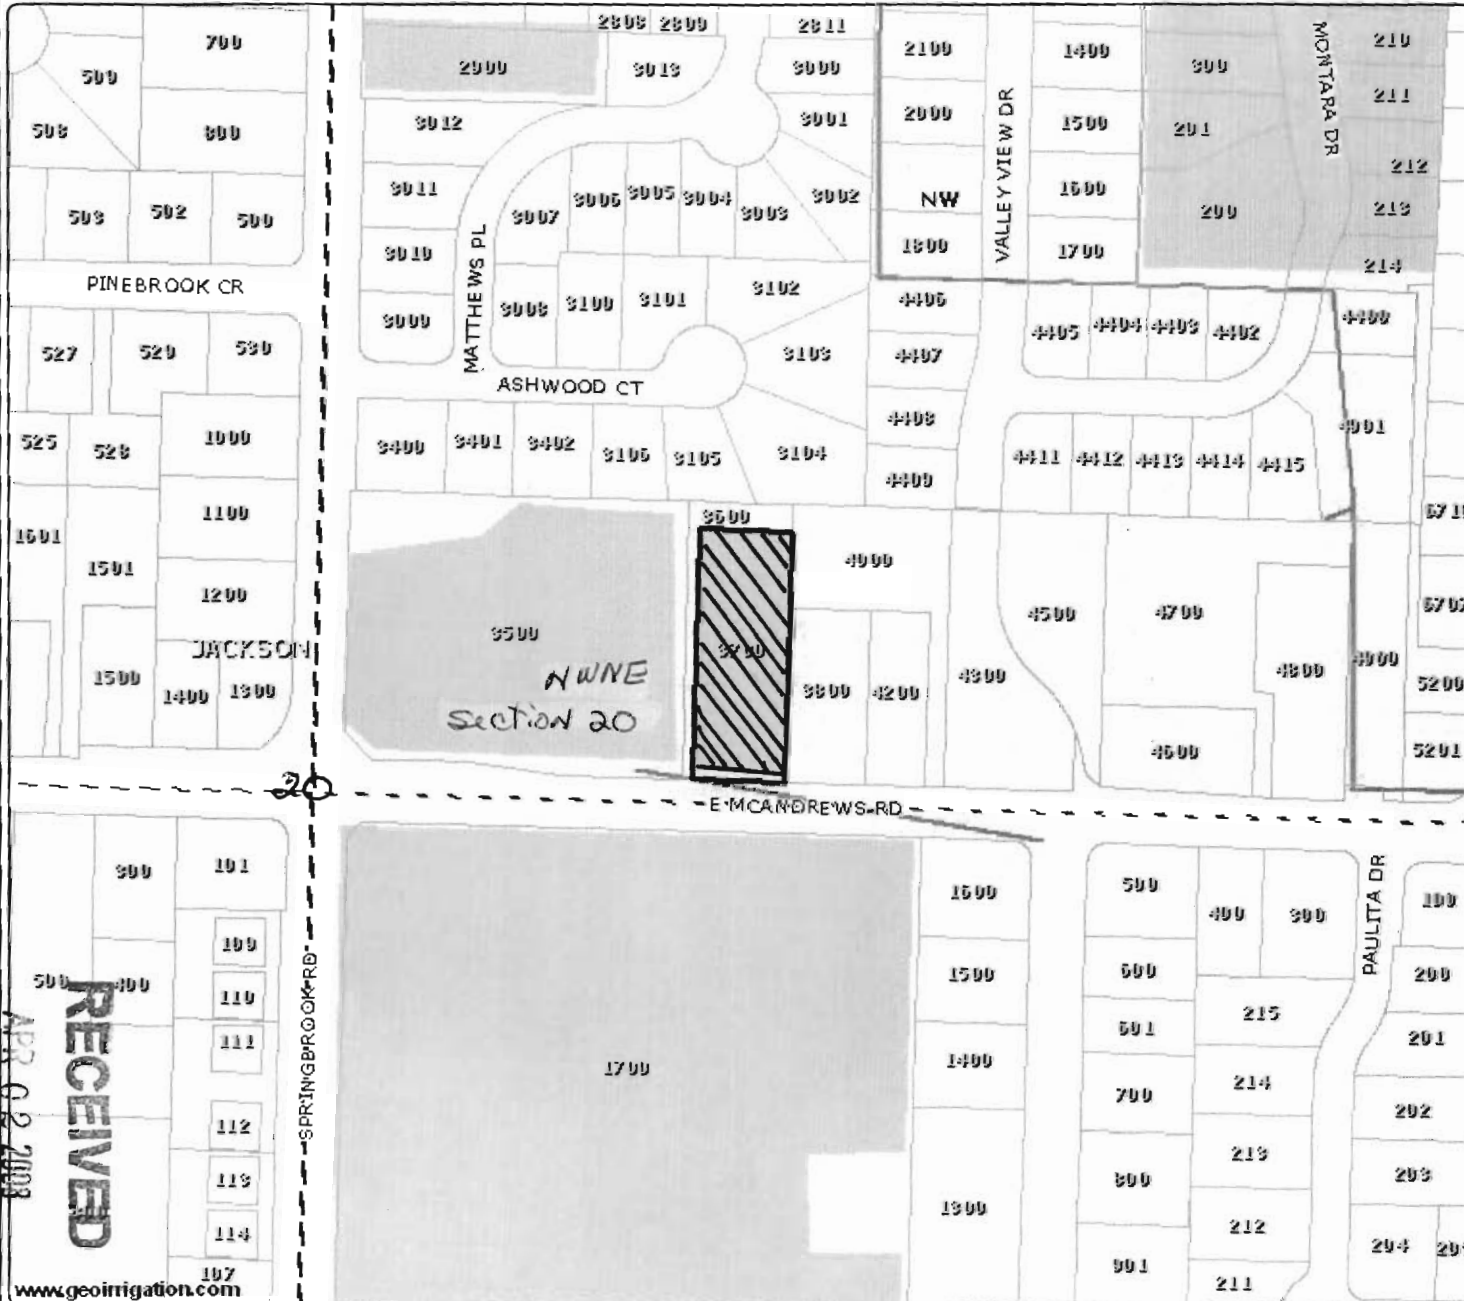 2808 2809 2811
700 2900 3013 3000 2100 1400 300 210
509 2000 1500 201 211
508 800 3012 3001 VALLEY VIEW DR MONTARA DR
3011 3006 3005 3004 3003 3002 NW 1600 200 212
503 502 500 3007 1800 1700 213
3010 MATTHEWS PL 214
PINEBROOK CR 3008 3100 3101 3102 4406
3009 4405 4404 4403 4402 4400
527 529 530 3103 4407
ASHWOOD CT
525 528 1000 3400 3401 3402 3106 3105 3104 4408 4901
4409 4411 4412 4413 4414 4415
1601 1100 3600
1501 4000
1200 3500 3700 4500 4700 6702
JACKSON NWNE
1500 1400 1300 Section 20 3800 4200 4300 4800 4900 5200
4600 5201
20
E MCANDREWS RD
300 101 1600 500 400 300 PAULITA DR 100
109
500 400 110 SPRINGBROOK RD 1500 600 200
111 601 215 201
1700 1400 700 214 202
112
113 800 213 203
114 1300 212 204
107 901 211
RECEIVED
APR 02 2008
www.geoirrigation.com